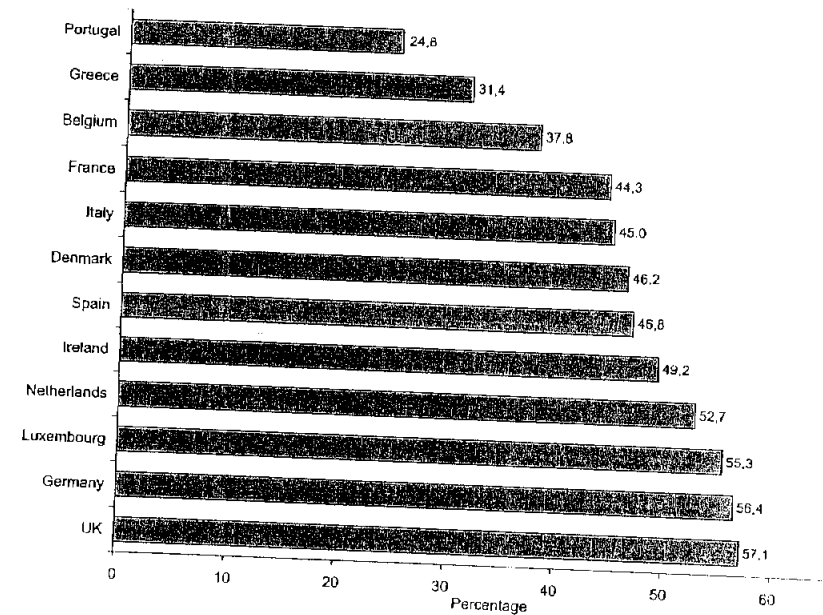 Portugal 24,8
Greece 31,4
Belgium 37,8
France 44,3
Italy 45.0
Denmark 46,2
Spain 46,8
Ireland 49,2
Netherlands 52,7
Luxembourg 55,3
Germany 56,4
UK 57,1
0 10 20 30 40 50 60
Percentage